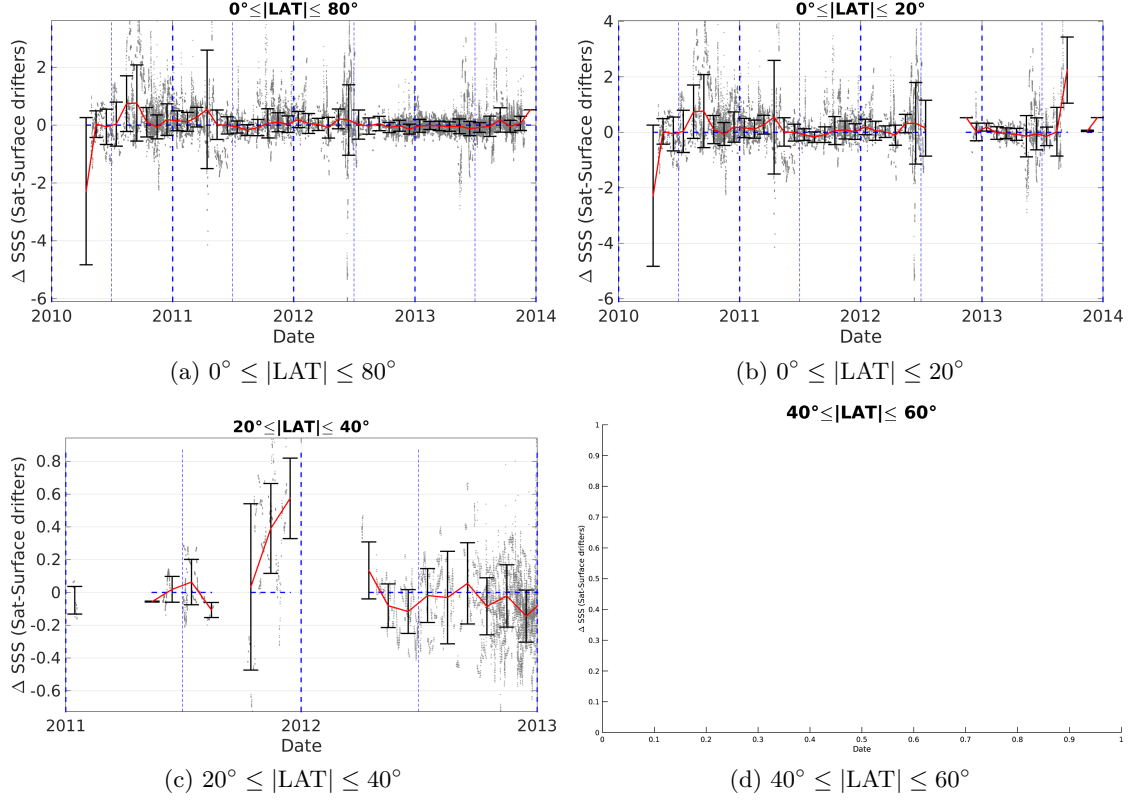 0°≤|LAT|≤ 80°
Δ SSS (Sat-Surface drifters)
2
0
-2
-4
-6
2010 2011 2012 2013 2014
Date
(a) 0° ≤ |LAT| ≤ 80°
0°≤|LAT|≤ 20°
Δ SSS (Sat-Surface drifters)
4
2
0
-2
-4
-6
2010 2011 2012 2013 2014
Date
(b) 0° ≤ |LAT| ≤ 20°
20°≤|LAT|≤ 40°
Δ SSS (Sat-Surface drifters)
0.8
0.6
0.4
0.2
0
-0.2
-0.4
-0.6
2011 2012 2013
Date
(c) 20° ≤ |LAT| ≤ 40°
40°≤|LAT|≤ 60°
Δ SSS (Sat-Surface drifters)
1
0.9
0.8
0.7
0.6
0.5
0.4
0.3
0.2
0.1
0
0 0.1 0.2 0.3 0.4 0.5 0.6 0.7 0.8 0.9 1
Date
(d) 40° ≤ |LAT| ≤ 60°